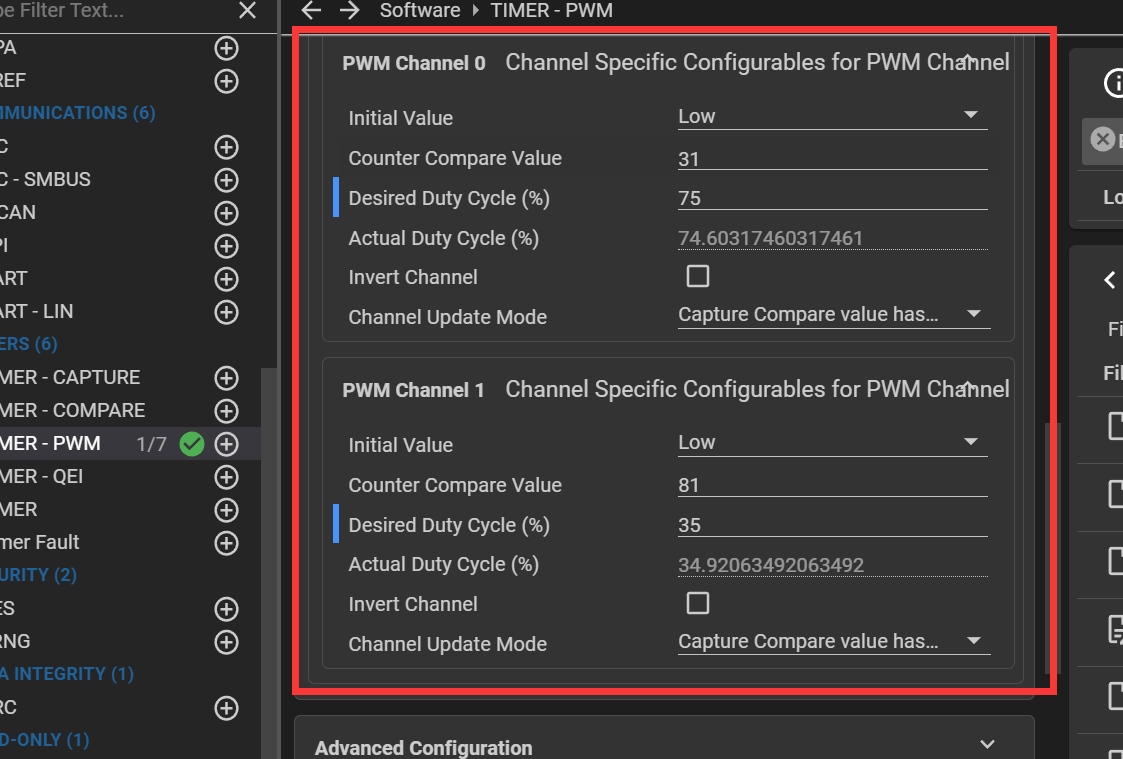 pe Filter Text...
Software TIMER - PWM
PA
REF
MMUNICATIONS (6)
C
C - SMBUS
CAN
PI
ART
ART - LIN
ERS (6)
MER - CAPTURE
MER - COMPARE
MER - PWM 1/7
MER - QEI
MER
mer Fault
URITY (2)
ES
RNG
A INTEGRITY (1)
RC
D-ONLY (1)
PWM Channel 0 Channel Specific Configurables for PWM Channel
Initial Value Low
Counter Compare Value 31
Desired Duty Cycle (%) 75
Actual Duty Cycle (%) 74.60317460317461
Invert Channel
Channel Update Mode Capture Compare value has...
PWM Channel 1 Channel Specific Configurables for PWM Channel
Initial Value Low
Counter Compare Value 81
Desired Duty Cycle (%) 35
Actual Duty Cycle (%) 34.92063492063492
Invert Channel
Channel Update Mode Capture Compare value has...
Advanced Configuration
Lo
Fi
Fil